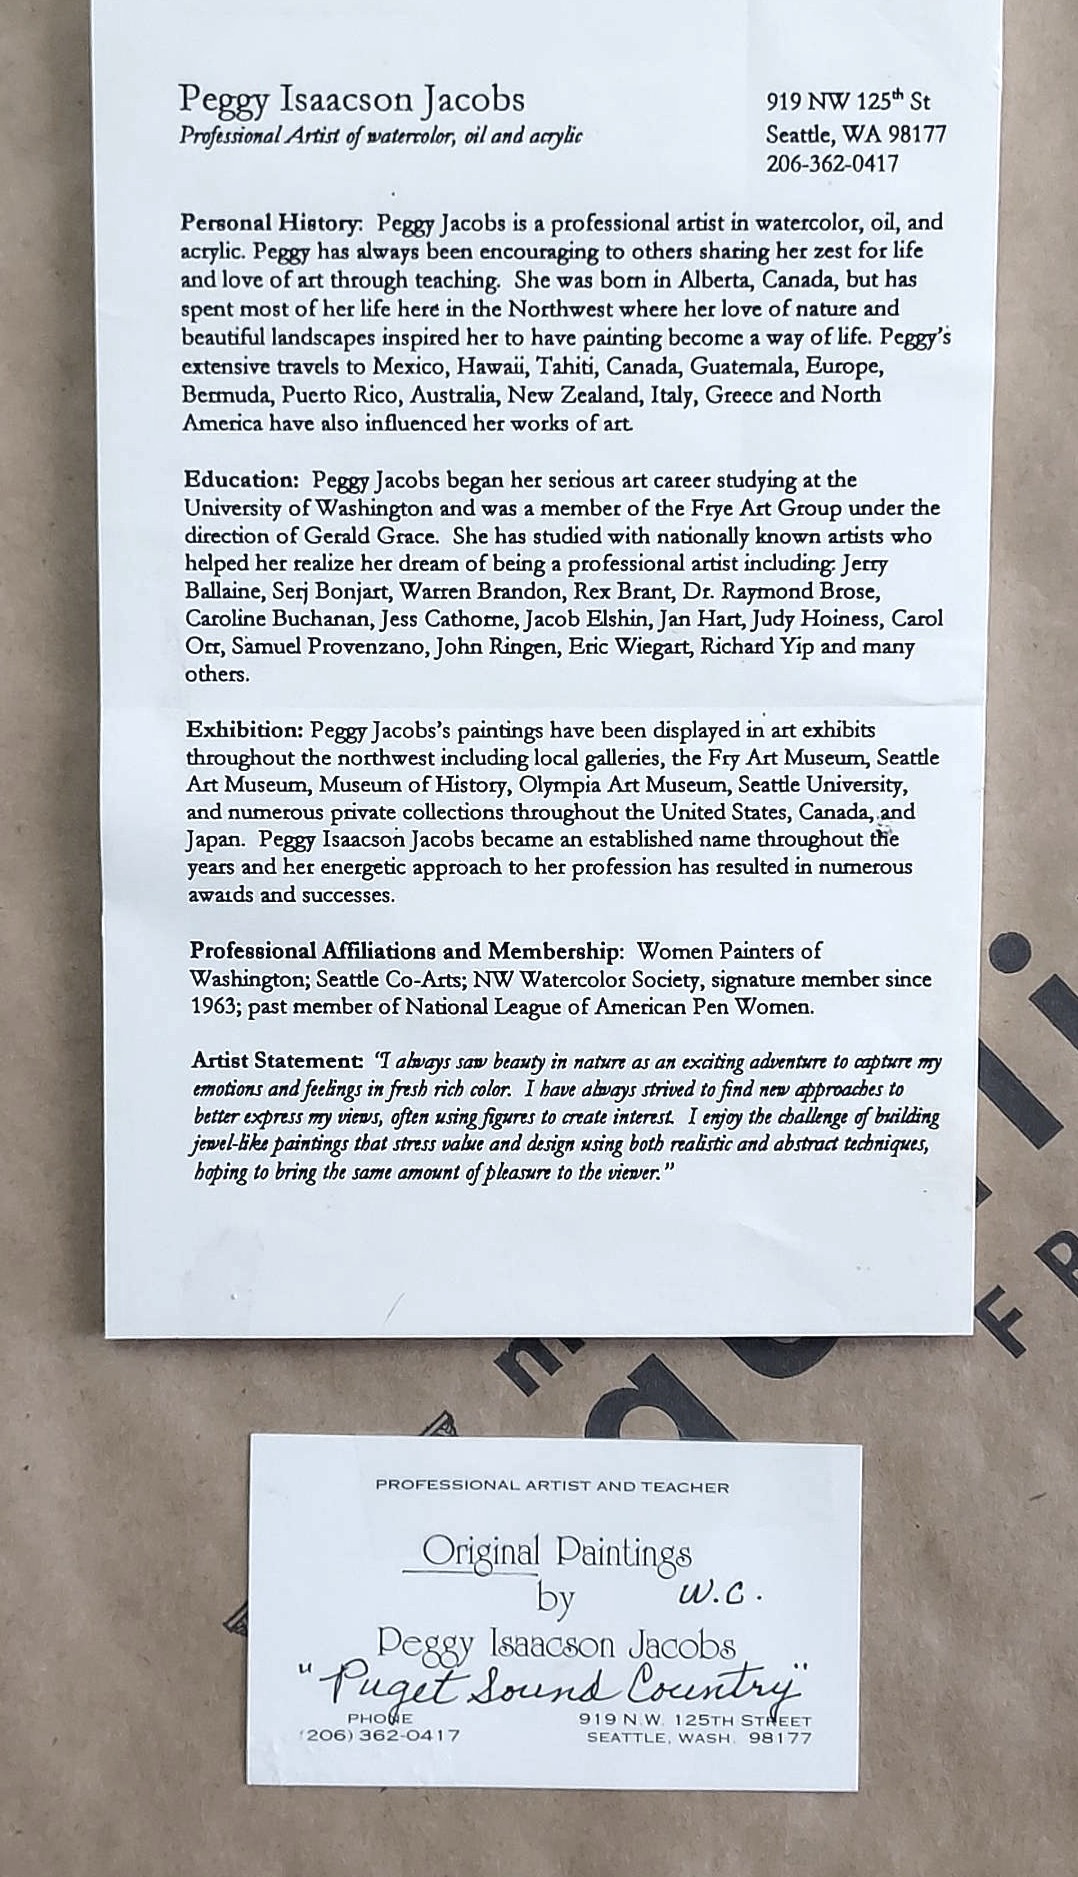 Peggy Isaacson Jacobs
Professional Artist of watercolor, oil and acrylic
919 NW 125th St
Seattle, WA 98177
206-362-0417
Personal History: Peggy Jacobs is a professional artist in watercolor, oil, and
acrylic. Peggy has always been encouraging to others sharing her zest for life
and love of art through teaching. She was born in Alberta, Canada, but has
spent most of her life here in the Northwest where her love of nature and
beautiful landscapes inspired her to have painting become a way of life. Peggy's
extensive travels to Mexico, Hawaii, Tahiti, Canada, Guatemala, Europe,
Bermuda, Puerto Rico, Australia, New Zealand, Italy, Greece and North
America have also influenced her works of art.
Education: Peggy Jacobs began her serious art career studying at the
University of Washington and was a member of the Frye Art Group under the
direction of Gerald Grace. She has studied with nationally known artists who
helped her realize her dream of being a professional artist including: Jerry
Ballaine, Serj Bonjart, Warren Brandon, Rex Brant, Dr. Raymond Brose,
Caroline Buchanan, Jess Cathorne, Jacob Elshin, Jan Hart, Judy Hoiness, Carol
Orr, Samuel Provenzano, John Ringen, Eric Wiegart, Richard Yip and many
others.
Exhibition: Peggy Jacobs's paintings have been displayed in art exhibits
throughout the northwest including local galleries, the Fry Art Museum, Seattle
Art Museum, Museum of History, Olympia Art Museum, Seattle University,
and numerous private collections throughout the United States, Canada, and
Japan. Peggy Isaacson Jacobs became an established name throughout the
years and her energetic approach to her profession has resulted in numerous
awards and successes.
Professional Affiliations and Membership: Women Painters of
Washington; Seattle Co-Arts; NW Watercolor Society, signature member since
1963; past member of National League of American Pen Women.
Artist Statement: "I always saw beauty in nature as an exciting adventure to capture my
emotions and feelings in fresh rich color. I have always strived to find new approaches to
better express my views, often using figures to create interest. I enjoy the challenge of building
jewel-like paintings that stress value and design using both realistic and abstract techniques,
hoping to bring the same amount of pleasure to the viewer."
PROFESSIONAL ARTIST AND TEACHER
Original Paintings
by W.C.
Peggy Isaacson Jacobs
"Puget Sound Country"
PHONE
(206) 362-0417
919 N.W. 125TH STREET
SEATTLE, WASH. 98177